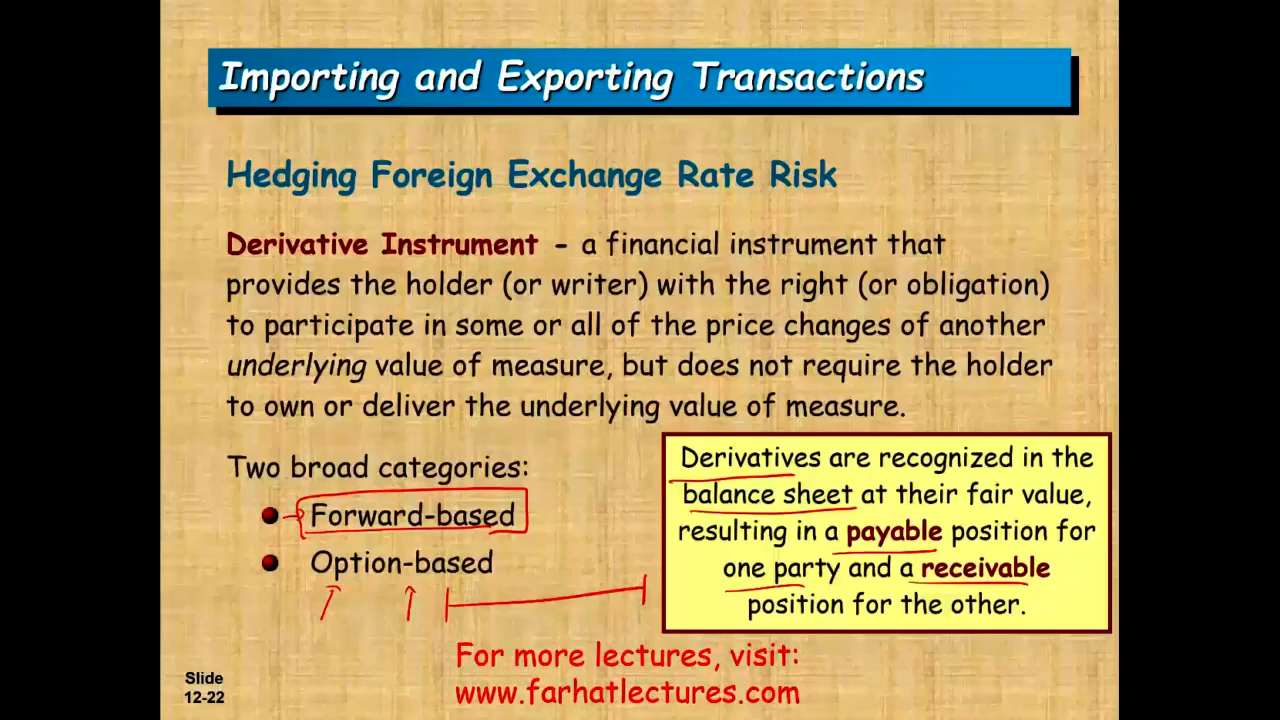 Importing and Exporting Transactions
Hedging Foreign Exchange Rate Risk
Derivative Instrument - a financial instrument that
provides the holder (or writer) with the right (or obligation)
to participate in some or all of the price changes of another
underlying value of measure, but does not require the holder
to own or deliver the underlying value of measure.
Two broad categories:
Forward-based
Option-based
Derivatives are recognized in the
balance sheet at their fair value,
resulting in a payable position for
one party and a receivable
position for the other.
For more lectures, visit:
www.farhatlectures.com
Slide
12-22